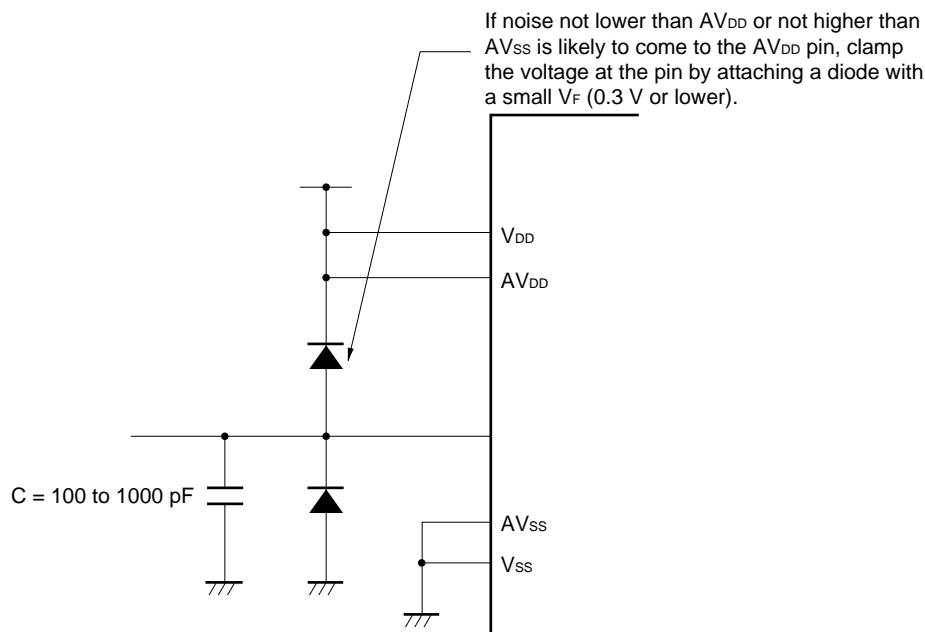 If noise not lower than AVDD or not higher than
AVSS is likely to come to the AVDD pin, clamp
the voltage at the pin by attaching a diode with
a small VF (0.3 V or lower).
VDD
AVDD
C = 100 to 1000 pF
AVSS
VSS